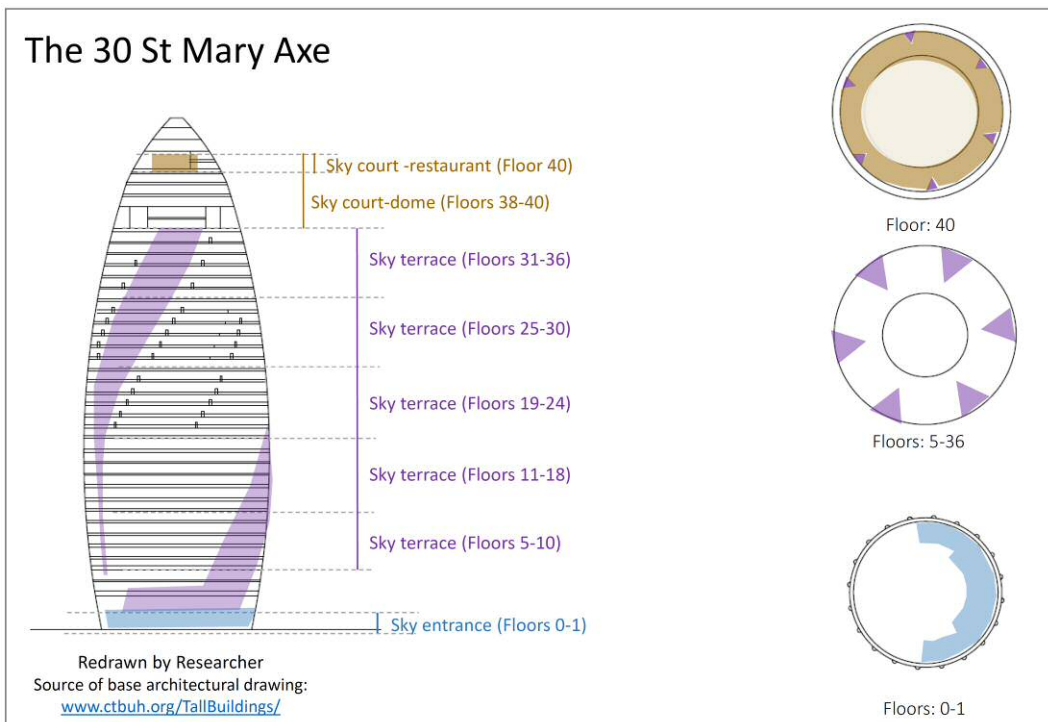 The 30 St Mary Axe
Sky court -restaurant (Floor 40)
Sky court-dome (Floors 38-40)
Sky terrace (Floors 31-36)
Sky terrace (Floors 25-30)
Sky terrace (Floors 19-24)
Sky terrace (Floors 11-18)
Sky terrace (Floors 5-10)
Sky entrance (Floors 0-1)
Redrawn by Researcher
Source of base architectural drawing:
www.ctbuh.org/TallBuildings/
Floor: 40
Floors: 5-36
Floors: 0-1